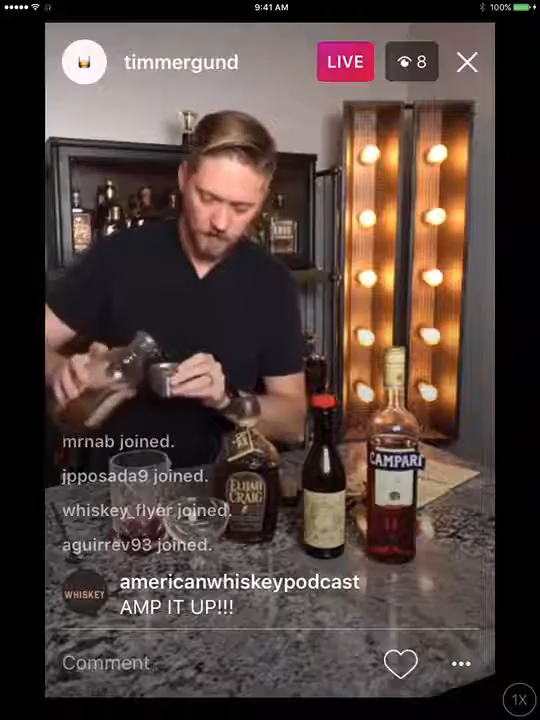 9:41 AM
100%
timmergund
LIVE
8
CAMPARI
ELIJAH
CRAIG
mrnab joined.
jpposada9 joined.
whiskey_flyer joined.
aguirrev93 joined.
WHISKEY
americanwhiskeypodcast
AMP IT UP!!!
Comment
1X